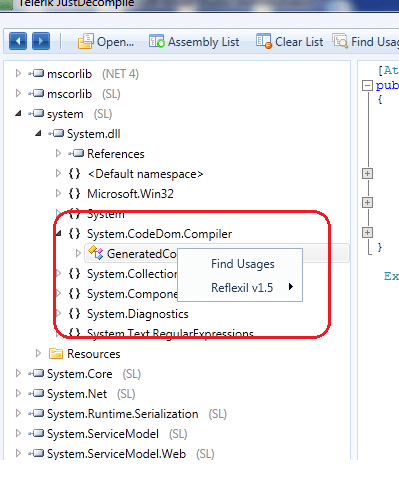 Telerik JustDecompile
Open... Assembly List Clear List Find Usag
mscorlib (NET 4)
mscorlib (SL)
system (SL)
System.dll
References
<Default namespace>
Microsoft.Win32
System
System.CodeDom.Compiler
GeneratedCo
System.Collection
System.Compone
System.Diagnostics
System.Text.RegularExpressions
Resources
System.Core (SL)
System.Net (SL)
System.Runtime.Serialization (SL)
System.ServiceModel (SL)
System.ServiceModel.Web (SL)
Find Usages
Reflexil v1.5
[At
pub
{
}
Ex